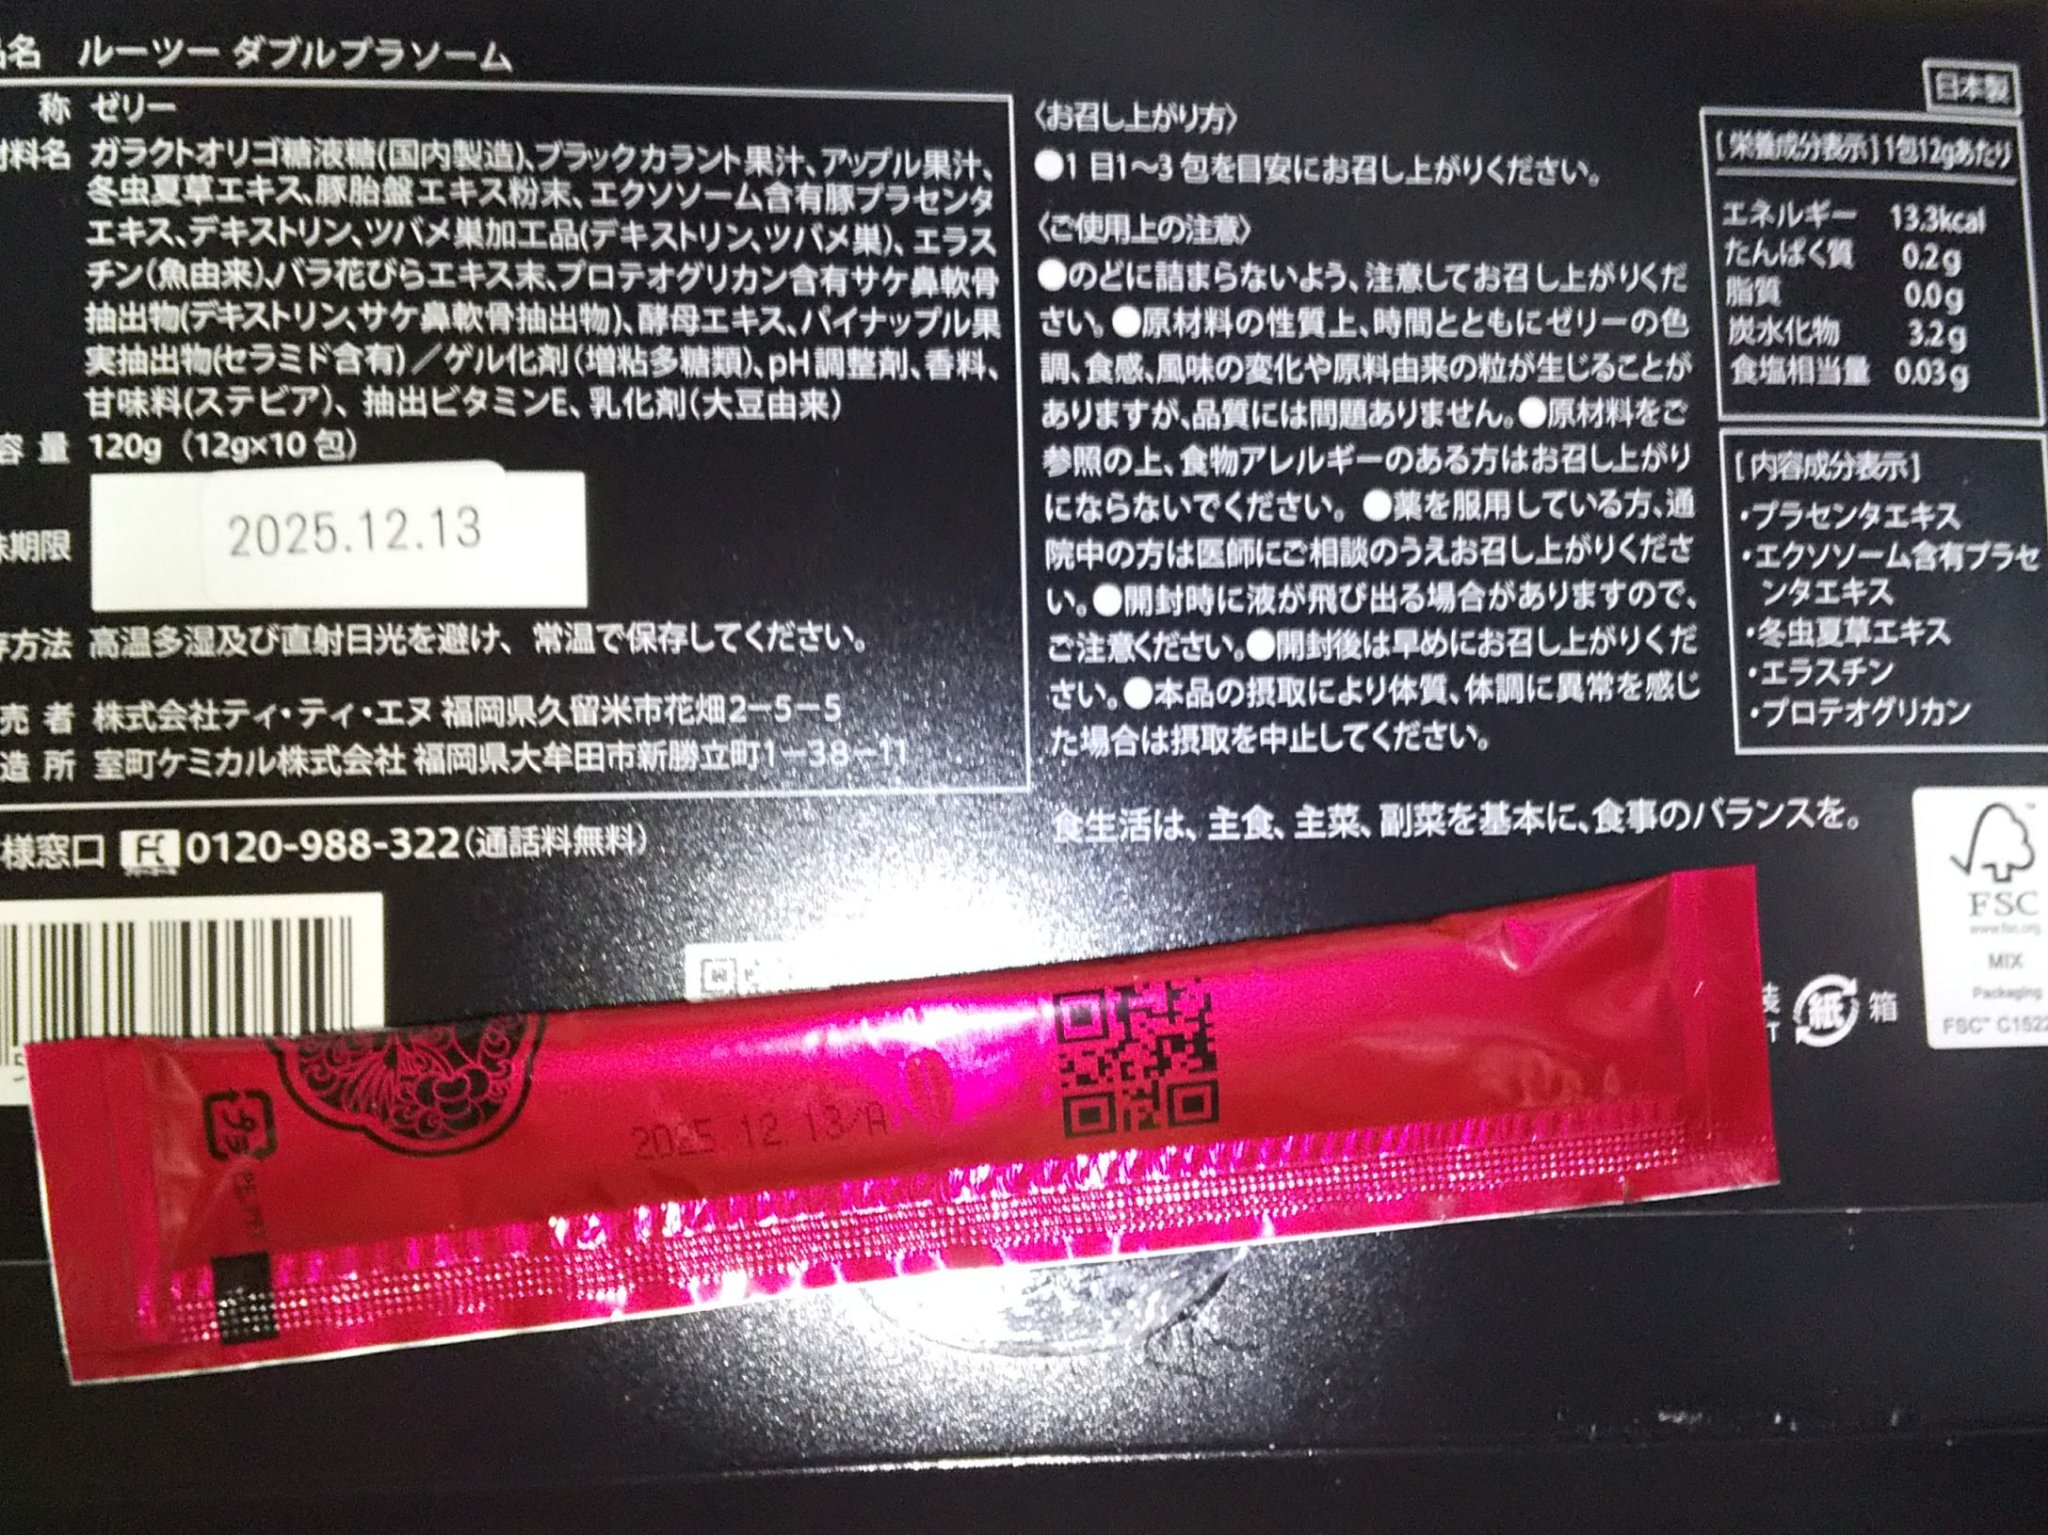 品名 ルーツー ダブルプラソーム
称 ゼリー
材料名 ガラクトオリゴ糖液糖(国内製造)、ブラックカラント果汁、アップル果汁、
冬虫夏草エキス、豚胎盤エキス粉末、エクソソーム含有豚プラセンタ
エキス、デキストリン、ツバメ巣加工品(デキストリン、ツバメ巣)、エラス
チン(魚由来)、バラ花びらエキス末、プロテオグリカン含有サケ鼻軟骨
抽出物(デキストリン、サケ鼻軟骨抽出物)、酵母エキス、パイナップル果
実抽出物(セラミド含有)/ゲル化剤(増粘多糖類)、pH調整剤、香料、
甘味料(ステビア)、抽出ビタミンE、乳化剤(大豆由来)
容量 120g (12g×10 包)
味期限 2025.12.13
存方法 高温多湿及び直射日光を避け、常温で保存してください。
売者 株式会社ティ・ティ・エヌ 福岡県久留米市花畑2-5-5
造所 室町ケミカル株式会社 福岡県大牟田市新勝立町1-38-11
様窓口 0120-988-322(通話料無料)
〈お召し上がり方〉
●1 日1～3 包を目安にお召し上がりください。
〈ご使用上の注意〉
●のどに詰まらないよう、注意してお召し上がりくだ
さい。●原材料の性質上、時間とともにゼリーの色
調、食感、風味の変化や原料由来の粒が生じることが
ありますが、品質には問題ありません。●原材料をご
参照の上、食物アレルギーのある方はお召し上がり
にならないでください。●薬を服用している方、通
院中の方は医師にご相談のうえお召し上がりくださ
い。●開封時に液が飛び出る場合がありますので、
ご注意ください。●開封後は早めにお召し上がりくだ
さい。●本品の摂取により体質、体調に異常を感じ
た場合は摂取を中止してください。
食生活は、主食、主菜、副菜を基本に、食事のバランスを。
日本製
[栄養成分表示]1包12gあたり
エネルギー 13.3kcal
たんぱく質 0.2g
脂質 0.0g
炭水化物 3.2g
食塩相当量 0.03g
[内容成分表示]
・プラセンタエキス
・エクソソーム含有プラセ
ンタエキス
・冬虫夏草エキス
・エラスチン
・プロテオグリカン
FSC
www.fsc.org
MIX
Packaging
FSC™ C1522
紙 箱
プラ
2025.12.13/A